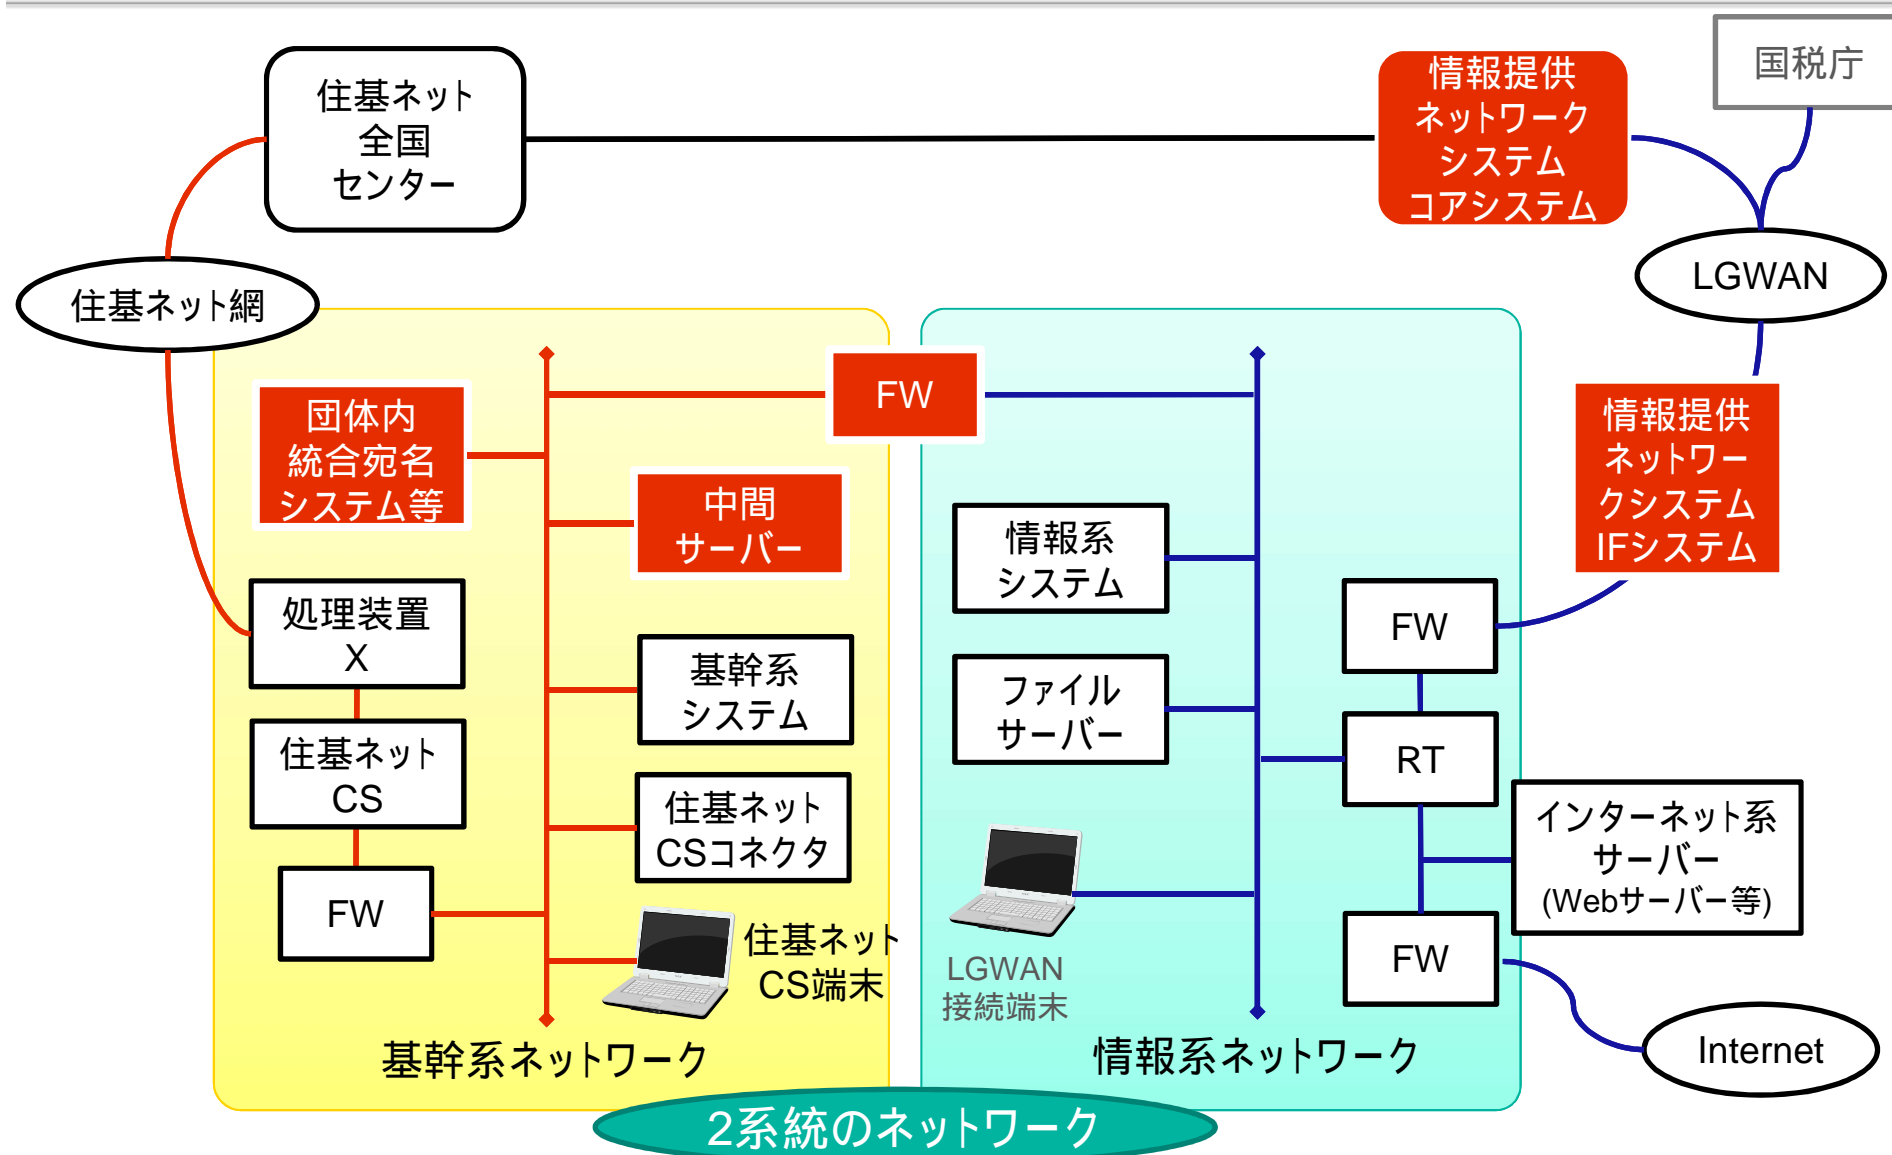 住基ネット
全国
センター
情報提供
ネットワーク
システム
コアシステム
国税庁
住基ネット網
LGWAN
団体内
統合宛名
システム等
FW
中間
サーバー
情報提供
ネットワー
クシステム
IFシステム
処理装置
X
基幹系
システム
情報系
システム
FW
住基ネット
CS
住基ネット
CSコネクタ
ファイル
サーバー
RT
インターネット系
サーバー
(Webサーバー等)
FW
住基ネット
CS端末
LGWAN
接続端末
FW
Internet
基幹系ネットワーク
情報系ネットワーク
2系統のネットワーク